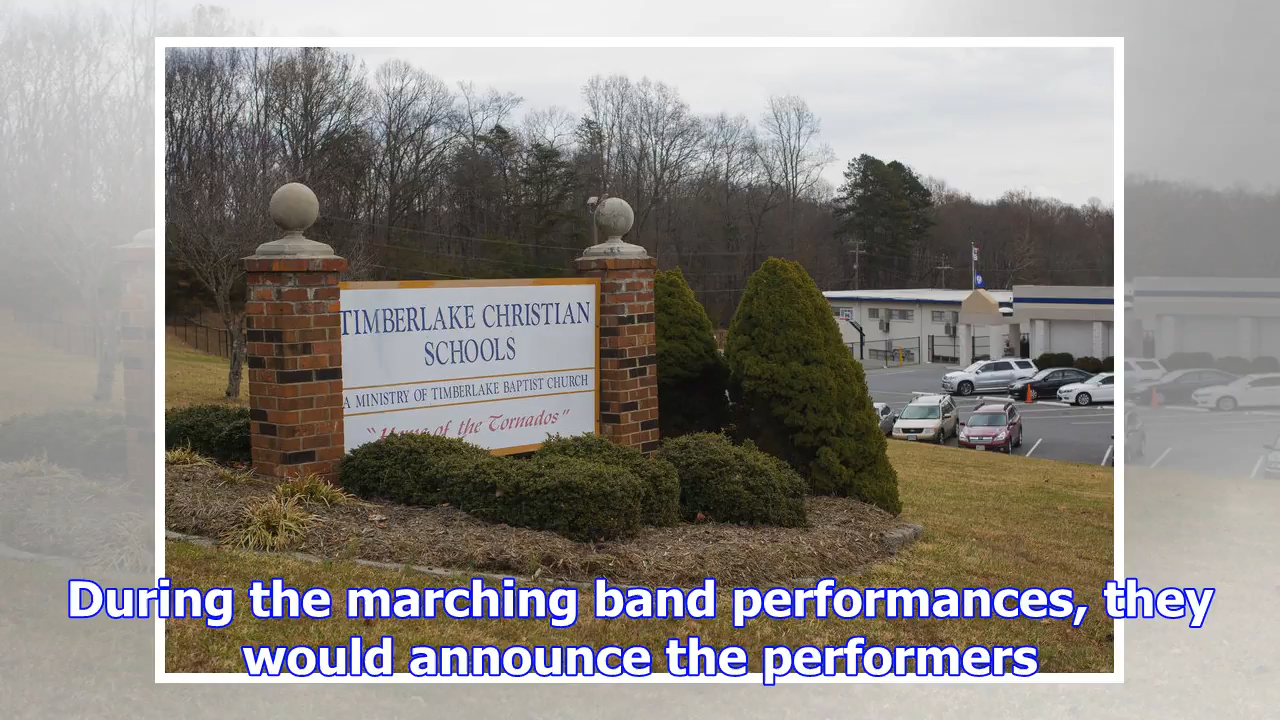 TIMBERLAKE CHRISTIAN
SCHOOLS
A MINISTRY OF TIMBERLAKE BAPTIST CHURCH
"Home of the Tornados"
During the marching band performances, they
would announce the performers